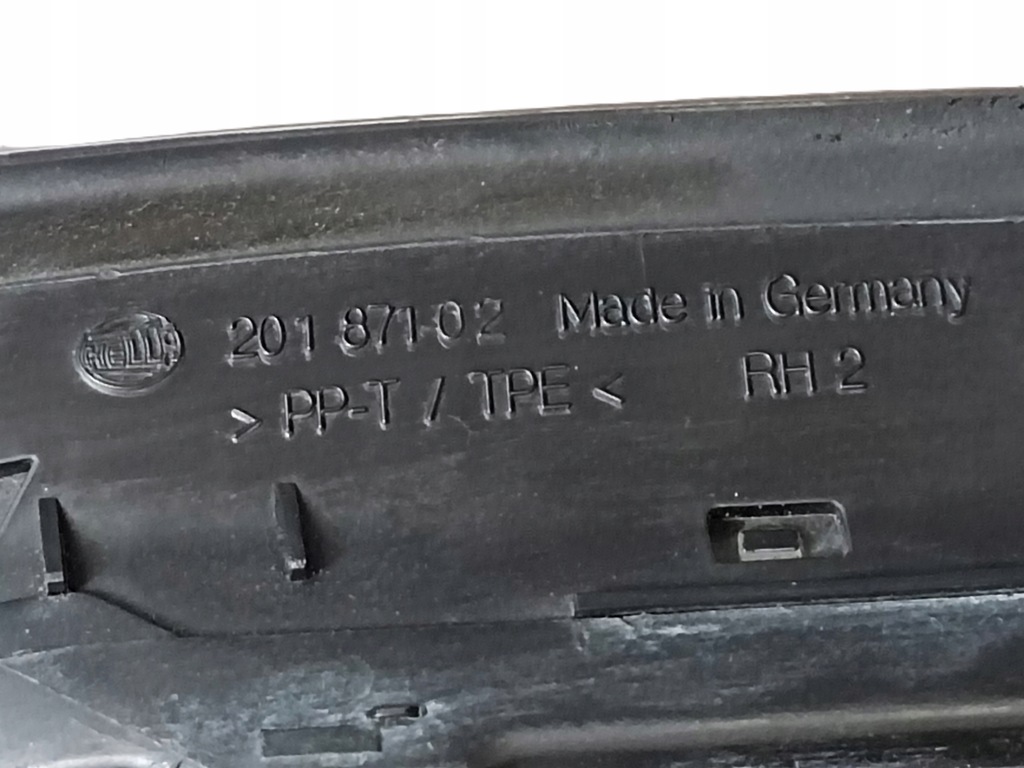 HELLA 201 871-02 Made in Germany
> PP-T / TPE < RH 2